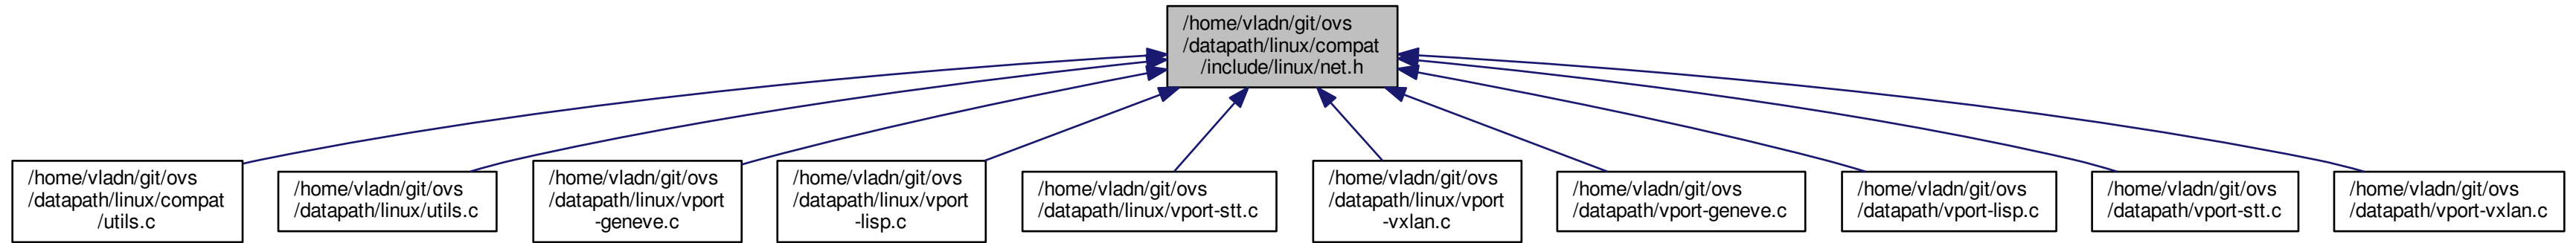 /home/vladn/git/ovs
/datapath/linux/compat
/include/linux/net.h
/home/vladn/git/ovs
/datapath/linux/compat
/utils.c
/home/vladn/git/ovs
/datapath/linux/utils.c
/home/vladn/git/ovs
/datapath/linux/vport
-geneve.c
/home/vladn/git/ovs
/datapath/linux/vport
-lisp.c
/home/vladn/git/ovs
/datapath/linux/vport-stt.c
/home/vladn/git/ovs
/datapath/linux/vport
-vxlan.c
/home/vladn/git/ovs
/datapath/vport-geneve.c
/home/vladn/git/ovs
/datapath/vport-lisp.c
/home/vladn/git/ovs
/datapath/vport-stt.c
/home/vladn/git/ovs
/datapath/vport-vxlan.c